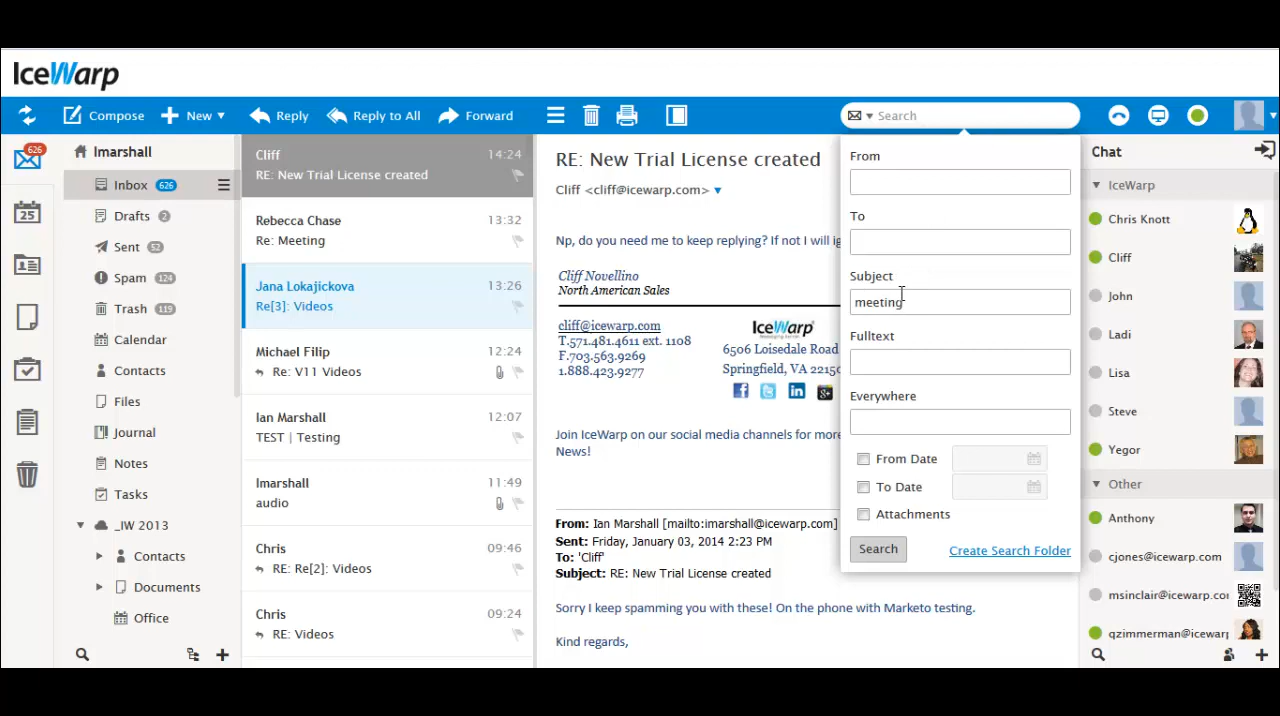 IceWarp
Compose
New
Reply
Reply to All
Forward
Search
626
Imarshall
Inbox 626
Drafts 2
Sent 52
Spam 124
Trash 119
Calendar
Contacts
Files
Journal
Notes
Tasks
_IW 2013
Contacts
Documents
Office
25
Cliff 14:24
RE: New Trial License created
Rebecca Chase 13:32
Re: Meeting
Jana Lokajickova 13:26
Re[3]: Videos
Michael Filip 12:24
Re: V11 Videos
Ian Marshall 12:07
TEST | Testing
Imarshall 11:49
audio
Chris 09:46
RE: Re[2]: Videos
Chris 09:24
RE: Videos
RE: New Trial License created
Cliff <cliff@icewarp.com>
Np, do you need me to keep replying? If not I will ig
Cliff Novellino
North American Sales
cliff@icewarp.com
T.571.481.4611 ext. 1108
F.703.563.9269
1.888.423.9277
IceWarp
6506 Loisedale Road
Springfield, VA 22150
Join IceWarp on our social media channels for more
News!
From: Ian Marshall [mailto:imarshall@icewarp.com]
Sent: Friday, January 03, 2014 2:23 PM
To: 'Cliff'
Subject: RE: New Trial License created
Sorry I keep spamming you with these! On the phone with Marketo testing.
Kind regards,
From
To
Subject
meeting
Fulltext
Everywhere
From Date
To Date
Attachments
Search
Create Search Folder
Chat
IceWarp
Chris Knott
Cliff
John
Ladi
Lisa
Steve
Yegor
Other
Anthony
cjones@icewarp.com
msinclair@icewarp.co
qzimmerman@icewarp